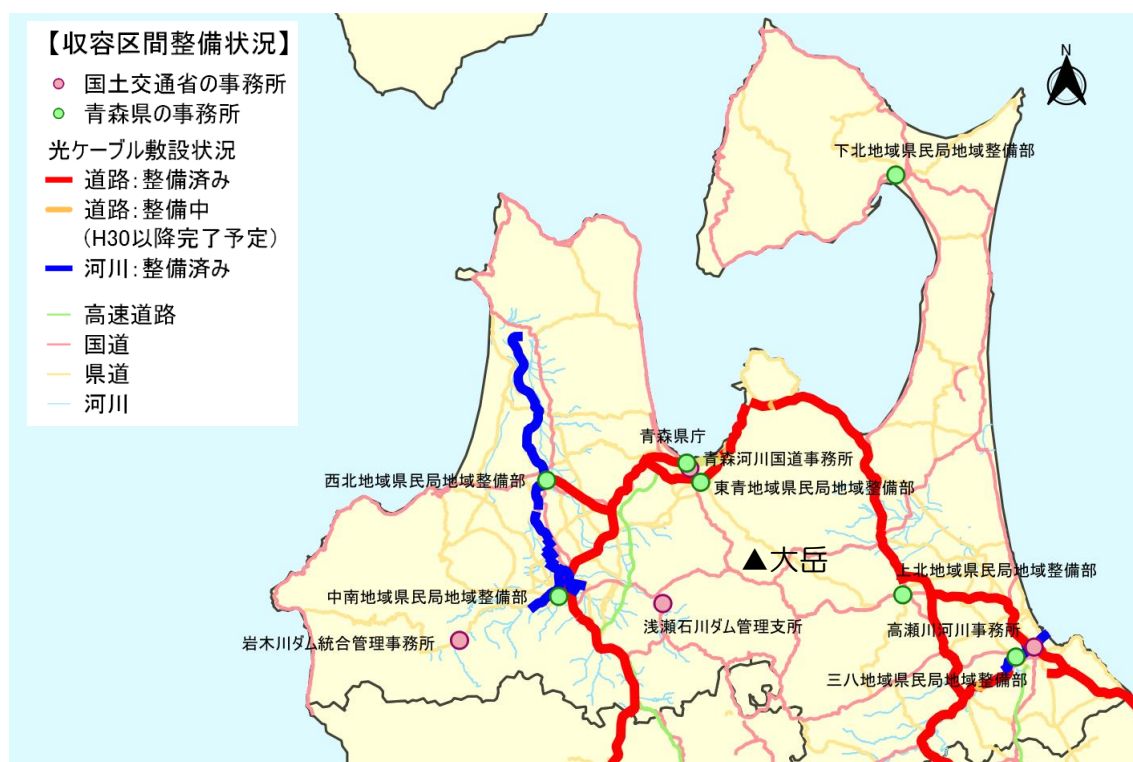 【収容区間整備状況】
国土交通省の事務所
青森県の事務所
光ケーブル敷設状況
道路:整備済み
道路:整備中
(H30以降完了予定)
河川:整備済み
高速道路
国道
県道
河川
N
下北地域県民局地域整備部
青森県庁
青森河川国道事務所
西北地域県民局地域整備部
東青地域県民局地域整備部
▲大岳
上北地域県民局地域整備部
中南地域県民局地域整備部
浅瀬石川ダム管理支所
高瀬川河川事務所
岩木川ダム統合管理事務所
三八地域県民局地域整備部